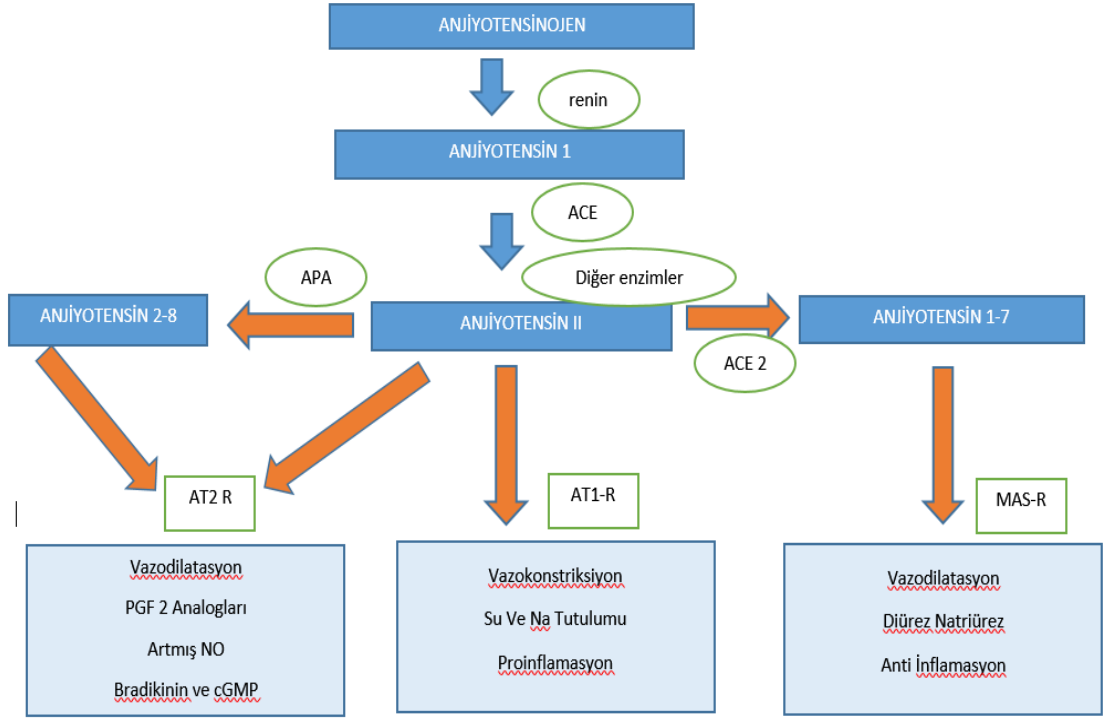 ANJİYOTENSİNOJEN
renin
ANJİYOTENSİN 1
ACE
Diğer enzimler
APA
ANJİYOTENSİN 2-8
ANJİYOTENSİN II
ANJİYOTENSİN 1-7
ACE 2
AT2 R
AT1-R
MAS-R
Vazodilatasyon
PGF 2 Analogları
Artmış NO
Bradikinin ve cGMP
Vazokonstriksiyon
Su Ve Na Tutulumu
Proinflamasyon
Vazodilatasyon
Diürez Natriürez
Anti İnflamasyon